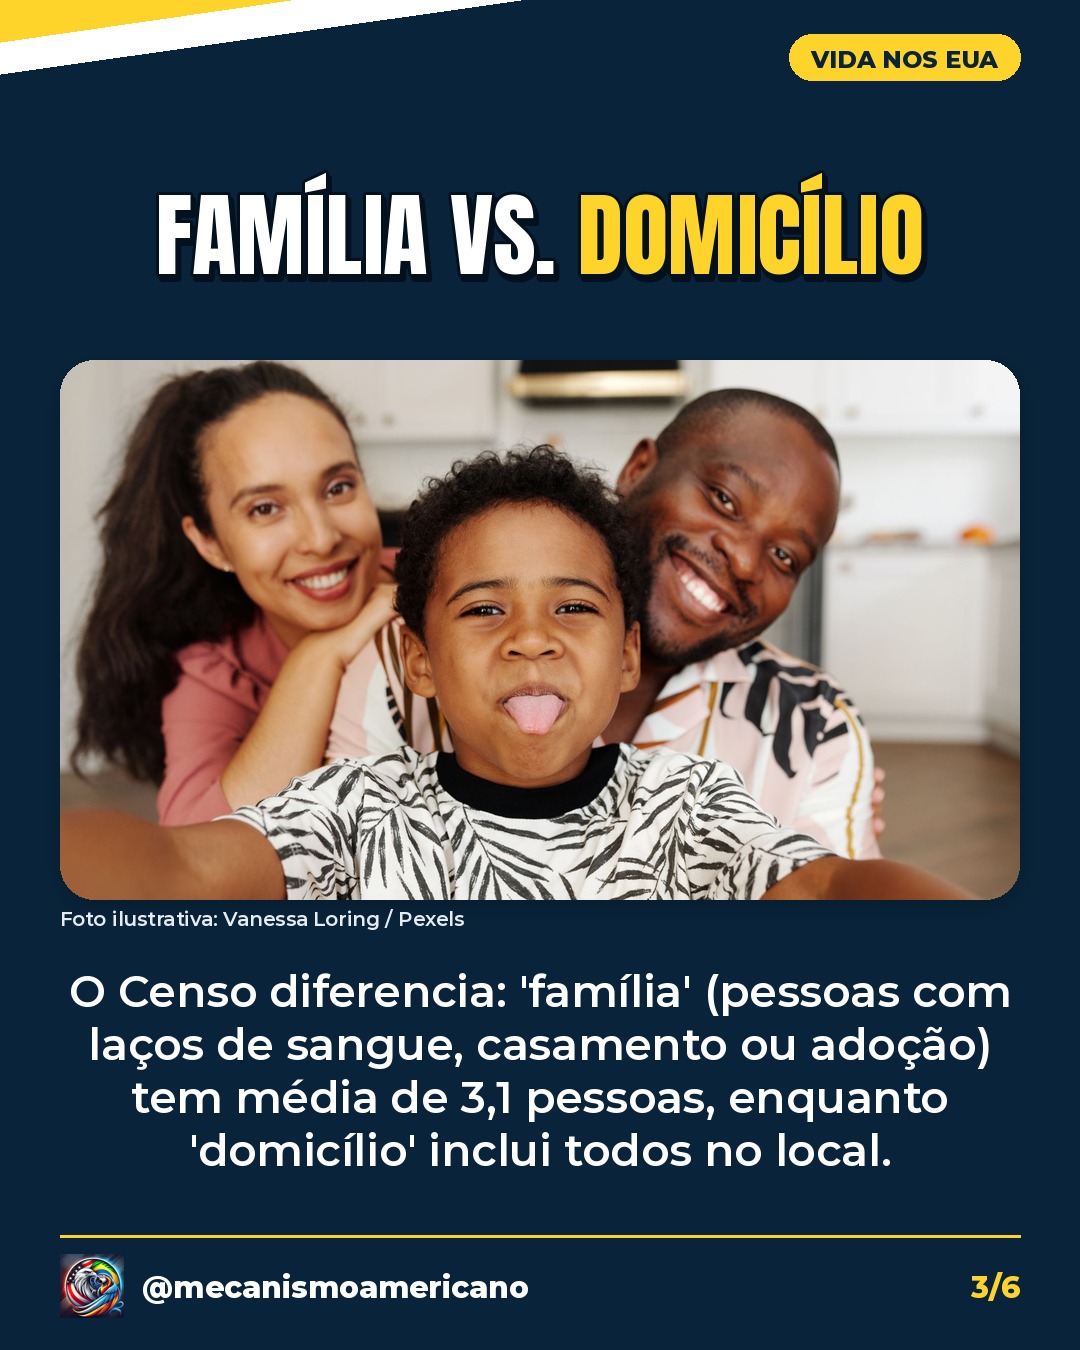 VIDA NOS EUA
FAMÍLIA VS. DOMICÍLIO
Foto ilustrativa: Vanessa Loring / Pexels
O Censo diferencia: 'família' (pessoas com
laços de sangue, casamento ou adoção)
tem média de 3,1 pessoas, enquanto
'domicílio' inclui todos no local.
@mecanismoamericano
3/6